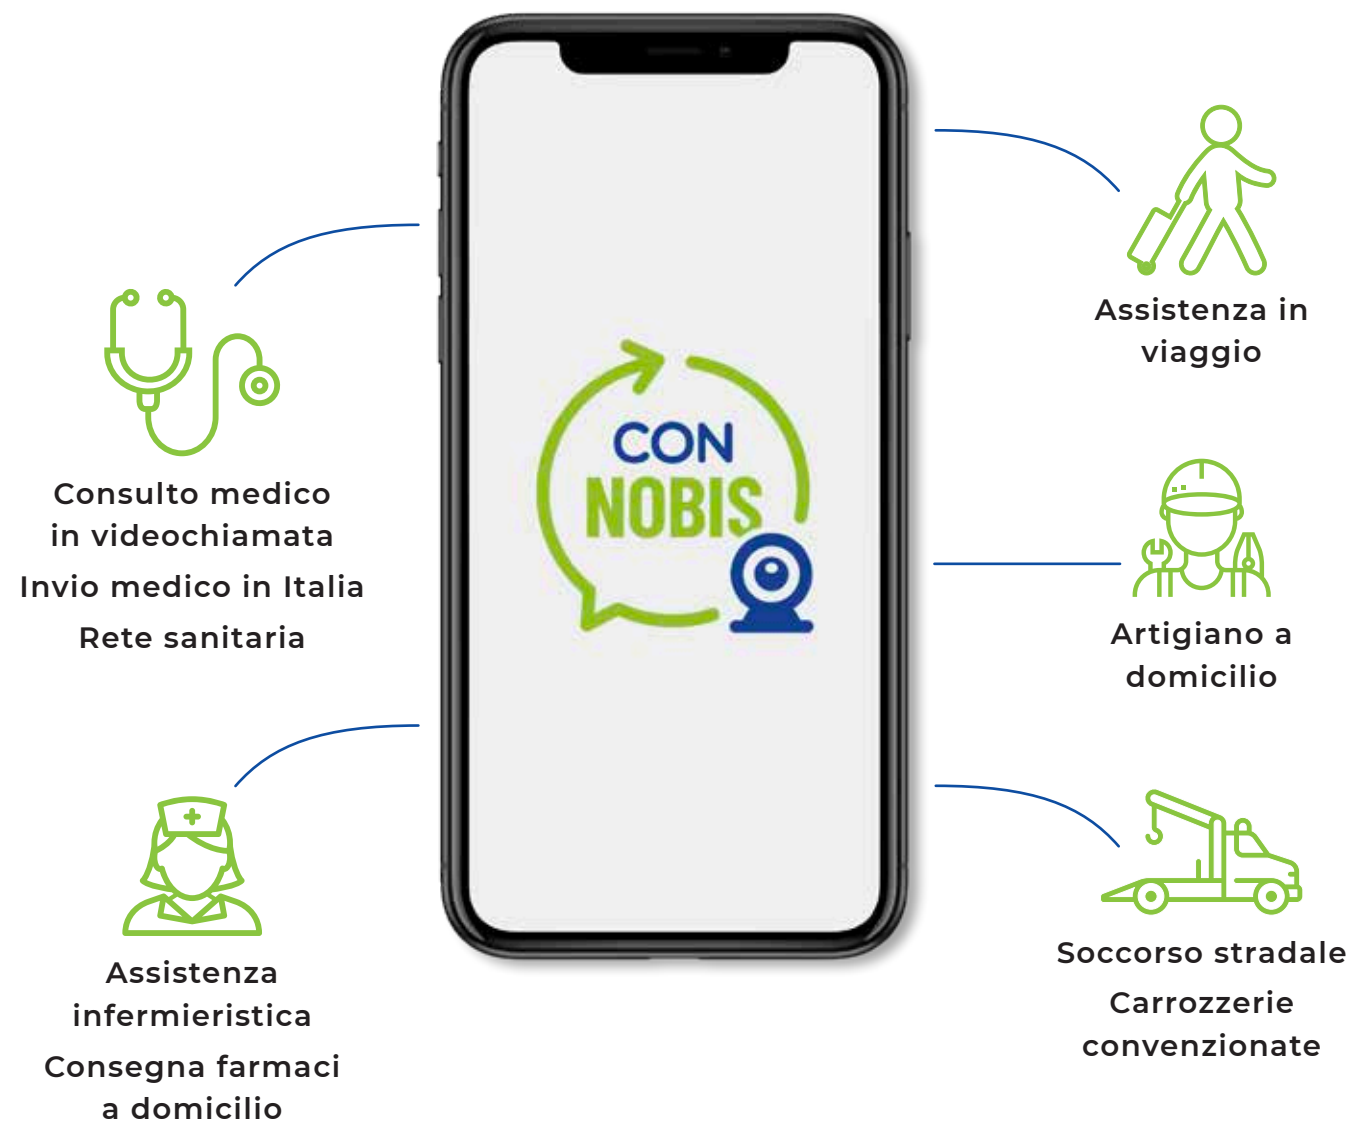 Consulto medico
in videochiamata
Invio medico in Italia
Rete sanitaria
Assistenza
infermieristica
Consegna farmaci
a domicilio
CON
NOBIS
Assistenza in
viaggio
Artigiano a
domicilio
Soccorso stradale
Carrozzerie
convenzionate